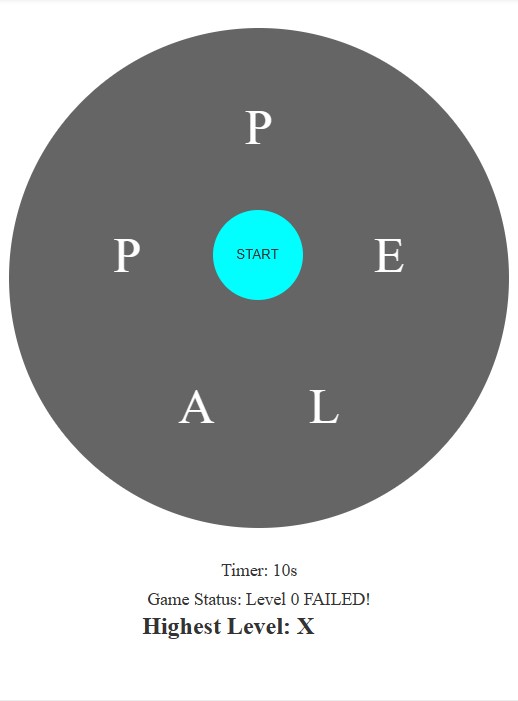 P
P START E
A L
Timer: 10s
Game Status: Level 0 FAILED!
Highest Level: X